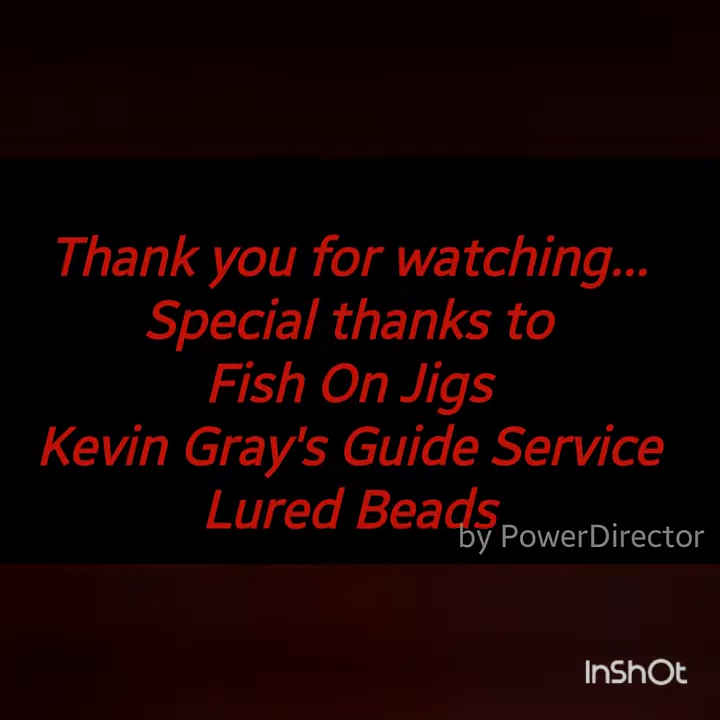 Thank you for watching...
Special thanks to
Fish On Jigs
Kevin Gray's Guide Service
Lured Beads
by PowerDirector
InShOt